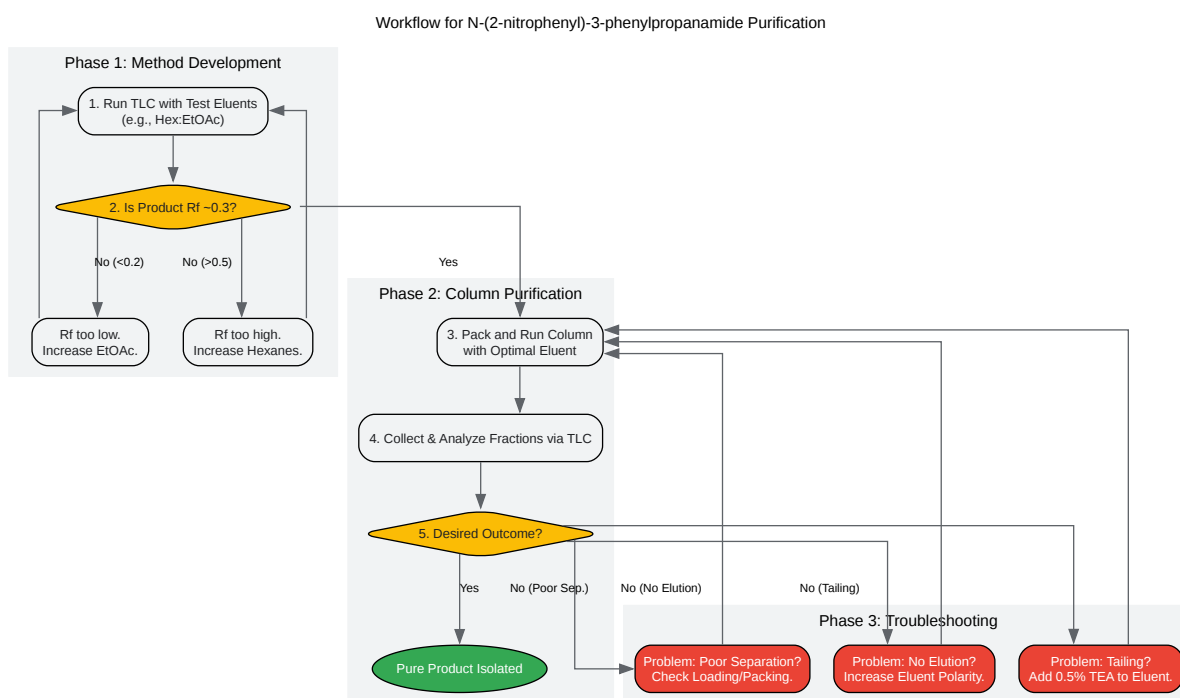 Workflow for N-(2-nitrophenyl)-3-phenylpropanamide Purification
Phase 1: Method Development
1. Run TLC with Test Eluents
(e.g., Hex:EtOAc)
2. Is Product Rf ~0.3?
No (<0.2)
No (>0.5)
Yes
Rf too low.
Increase EtOAc.
Rf too high.
Increase Hexanes.
Phase 2: Column Purification
3. Pack and Run Column
with Optimal Eluent
4. Collect & Analyze Fractions via TLC
5. Desired Outcome?
Yes
No (Poor Sep.)
No (No Elution)
No (Tailing)
Pure Product Isolated
Phase 3: Troubleshooting
Problem: Poor Separation?
Check Loading/Packing.
Problem: No Elution?
Increase Eluent Polarity.
Problem: Tailing?
Add 0.5% TEA to Eluent.